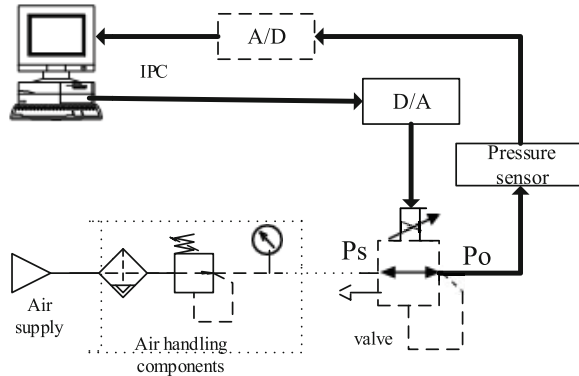 A/D
IPC
D/A
Pressure
sensor
Ps
Po
Air
supply
Air handling
components
valve